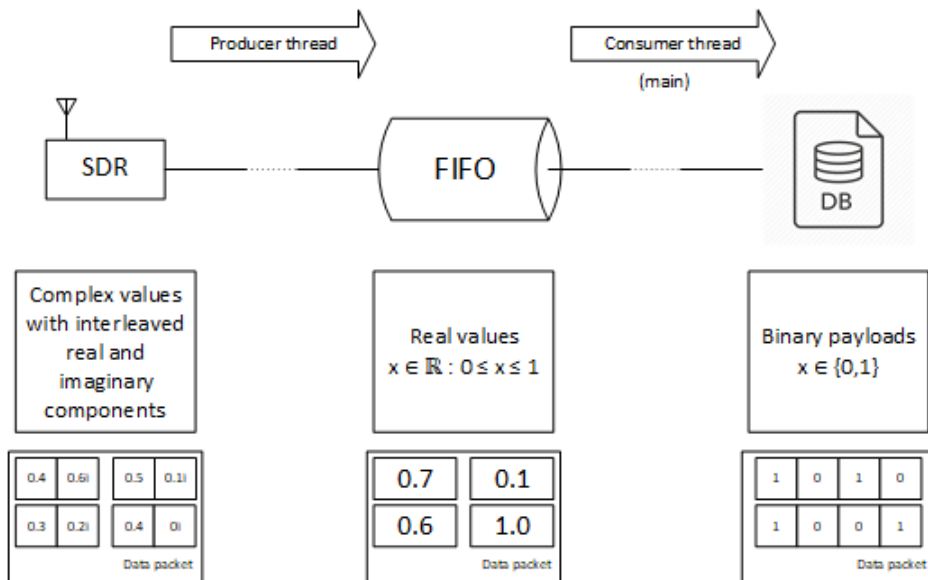 Producer thread
Consumer thread
(main)
SDR
FIFO
DB
Complex values
with interleaved
real and
imaginary
components
Real values
x ∈ ℝ : 0 ≤ x ≤ 1
Binary payloads
x ∈ {0,1}
0.4 0.6i 0.5 0.1i
0.3 0.2i 0.4 0i
Data packet
0.7 0.1
0.6 1.0
Data packet
1 0 1 0
1 0 0 1
Data packet